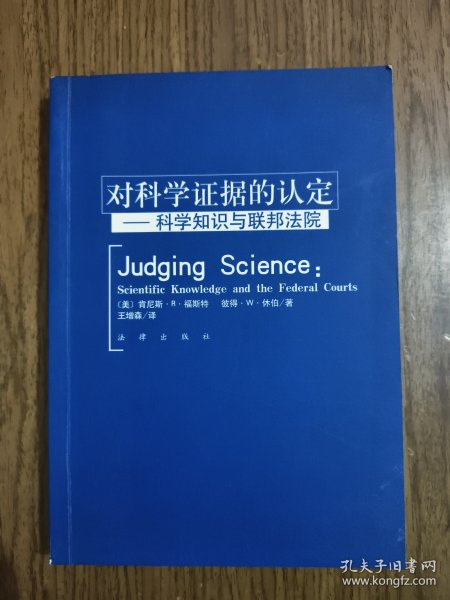 对科学证据的认定
——科学知识与联邦法院
Judging Science:
Scientific Knowledge and the Federal Courts
〔美〕肯尼斯·R·福斯特 彼得·W·休伯/著
王增森/译
法律出版社
孔夫子旧书网
www.kongfz.com